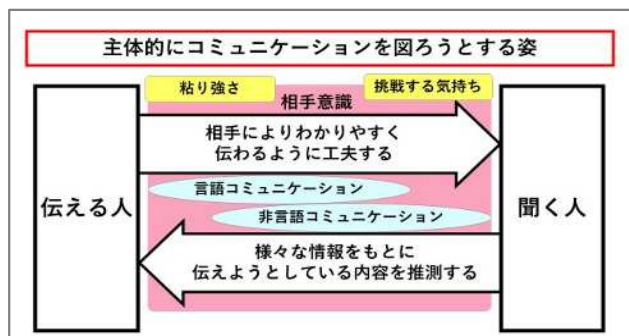 主体的にコミュニケーションを図ろうとする姿
粘り強さ
挑戦する気持ち
相手意識
相手によりわかりやすく
伝わるように工夫する
伝える人
言語コミュニケーション
非言語コミュニケーション
聞く人
様々な情報をもとに
伝えようとしている内容を推測する